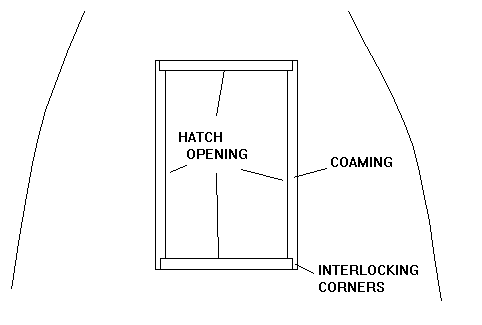 HATCH
OPENING
COAMING
INTERLOCKING
CORNERS